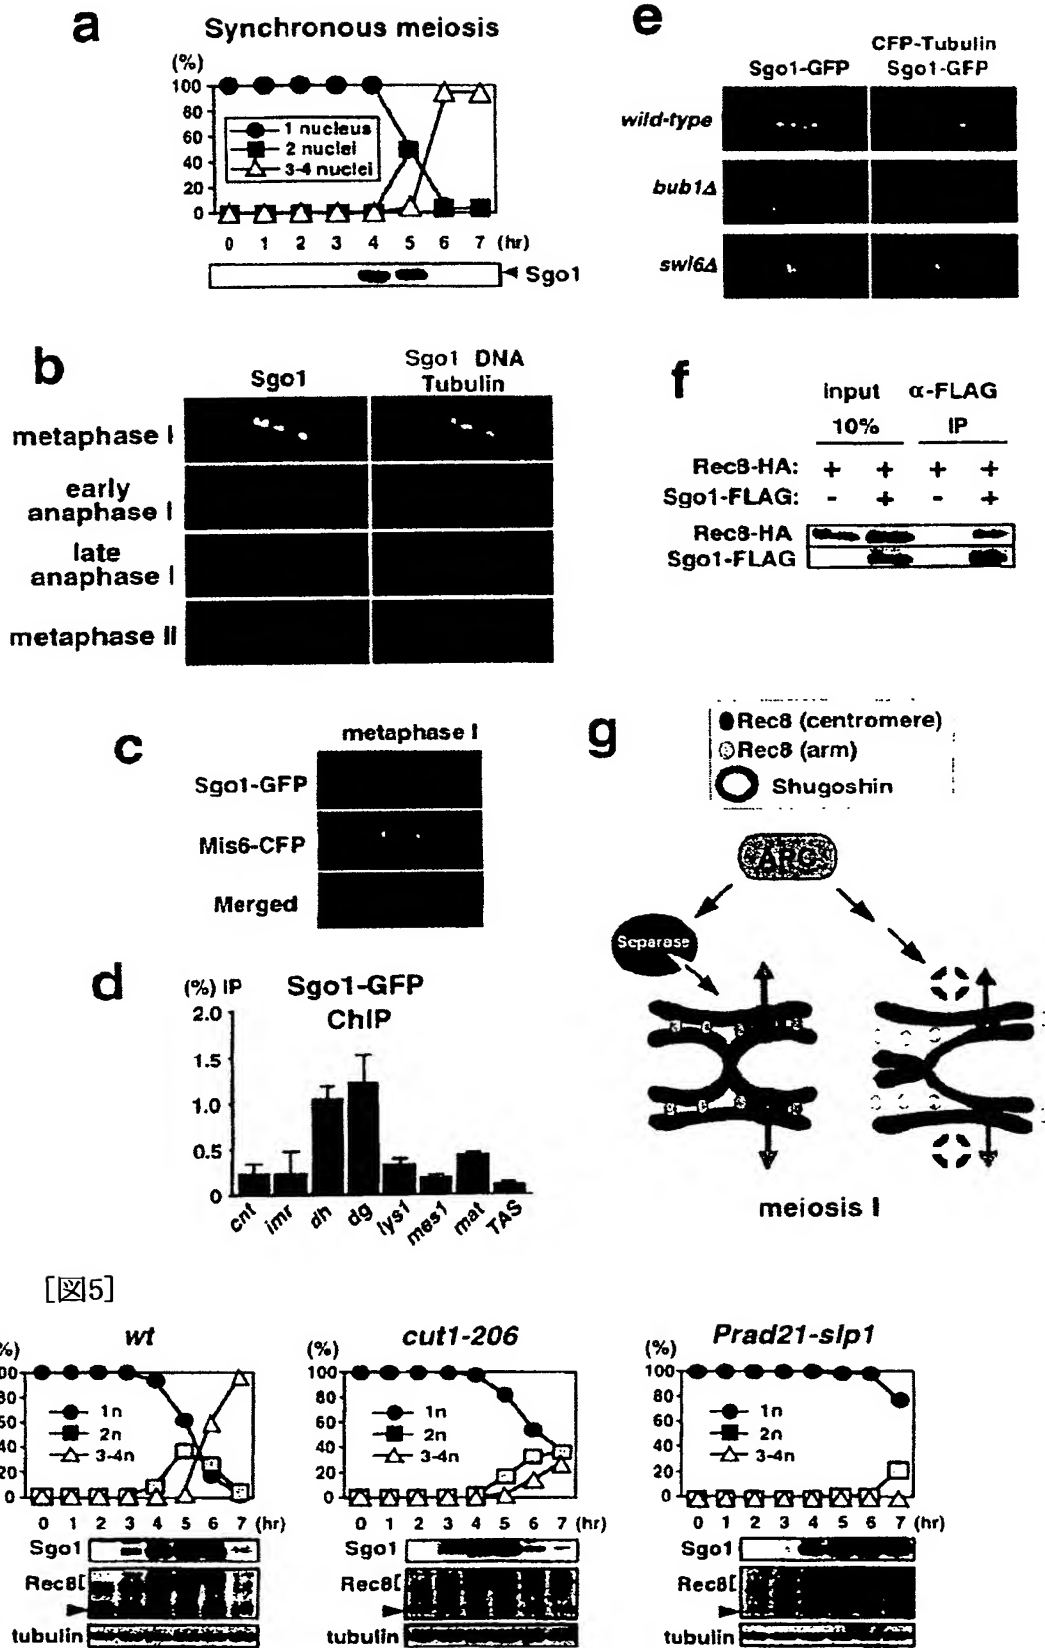 a
Synchronous meiosis
(%)
100
80
60
40
20
0
1 nucleus
2 nuclei
3-4 nuclei
0 1 2 3 4 5 6 7 (hr)
Sgo1
b
Sgo1
Sgo1 DNA
Tubulin
metaphase I
early
anaphase I
late
anaphase I
metaphase II
c
metaphase I
Sgo1-GFP
Mis6-CFP
Merged
d
(%) IP
Sgo1-GFP
ChIP
2.0
1.5
1.0
0.5
0
cnt imr dh dg lys1 mes1 mat TAS
e
Sgo1-GFP
CFP-Tubulin
Sgo1-GFP
wild-type
bub1Δ
swi6Δ
f
input α-FLAG
10% IP
Rec8-HA: + + + +
Sgo1-FLAG: - + - +
Rec8-HA
Sgo1-FLAG
g
Rec8 (centromere)
Rec8 (arm)
Shugoshin
APC
Separase
meiosis I
[図5]
wt
%)
100
80
60
40
20
0
1n
2n
3-4n
0 1 2 3 4 5 6 7 (hr)
Sgo1
Rec8[
tubulin
cut1-206
(%)
100
80
60
40
20
0
1n
2n
3-4n
0 1 2 3 4 5 6 7 (hr)
Sgo1
Rec8[
tubulin
Prad21-slp1
(%)
100
80
60
40
20
0
1n
2n
3-4n
0 1 2 3 4 5 6 7 (hr)
Sgo1
Rec8[
tubulin